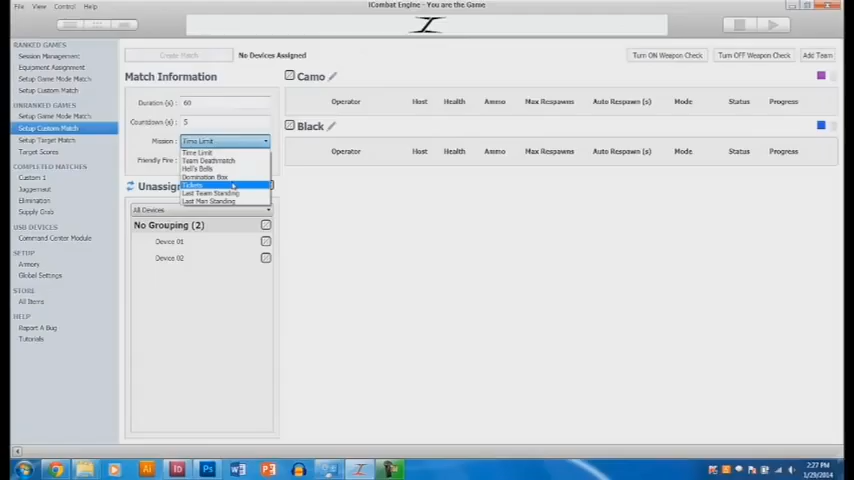 ICombat Engine - You are the Game
File View Control Help
RANKED GAMES
Session Management
Equipment Assignment
Setup Game Mode Match
Setup Custom Match
UNRANKED GAMES
Setup Game Mode Match
Setup Custom Match
Setup Target Match
Target Scores
COMPLETED MATCHES
Custom 1
Juggernaut
Elimination
Supply Grab
USB DEVICES
Command Center Module
SETUP
Armory
Global Settings
STORE
All Items
HELP
Report A Bug
Tutorials
Create Match
No Devices Assigned
Turn ON Weapon Check
Turn OFF Weapon Check
Add Team
Match Information
Duration (s) : 60
Countdown (s) : 5
Mission : Time Limit
Time Limit
Team Deathmatch
Hell's Bells
Domination Box
Tickets
Last Team Standing
Last Man Standing
Friendly Fire :
Unassig
All Devices
No Grouping (2)
Device 01
Device 02
Camo
Operator Host Health Ammo Max Respawns Auto Respawn (s) Mode Status Progress
Black
Operator Host Health Ammo Max Respawns Auto Respawn (s) Mode Status Progress
2:27 PM
1/29/2014